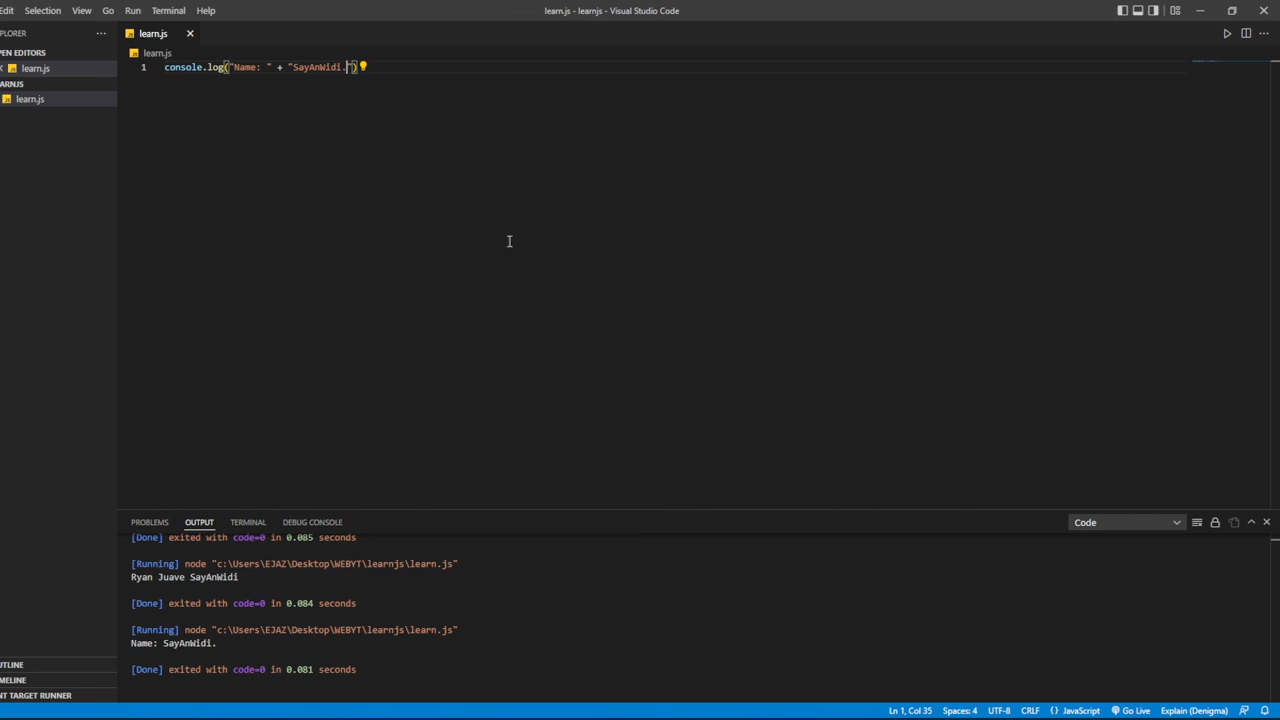 Edit Selection View Go Run Terminal Help
learn.js - learnjs - Visual Studio Code
PLORER
learn.js
PEN EDITORS
learn.js
learn.js
1 console.log("Name: " + "SayAnWidi.")
EARNJS
learn.js
PROBLEMS OUTPUT TERMINAL DEBUG CONSOLE
Code
[Done] exited with code=0 in 0.085 seconds
[Running] node "c:\Users\EJAZ\Desktop\WEBYT\learnjs\learn.js"
Ryan Juave SayAnWidi
[Done] exited with code=0 in 0.084 seconds
[Running] node "c:\Users\EJAZ\Desktop\WEBYT\learnjs\learn.js"
Name: SayAnWidi.
[Done] exited with code=0 in 0.081 seconds
UTLINE
MELINE
NT TARGET RUNNER
Ln 1, Col 35 Spaces: 4 UTF-8 CRLF {} JavaScript Go Live Explain (Denigma)